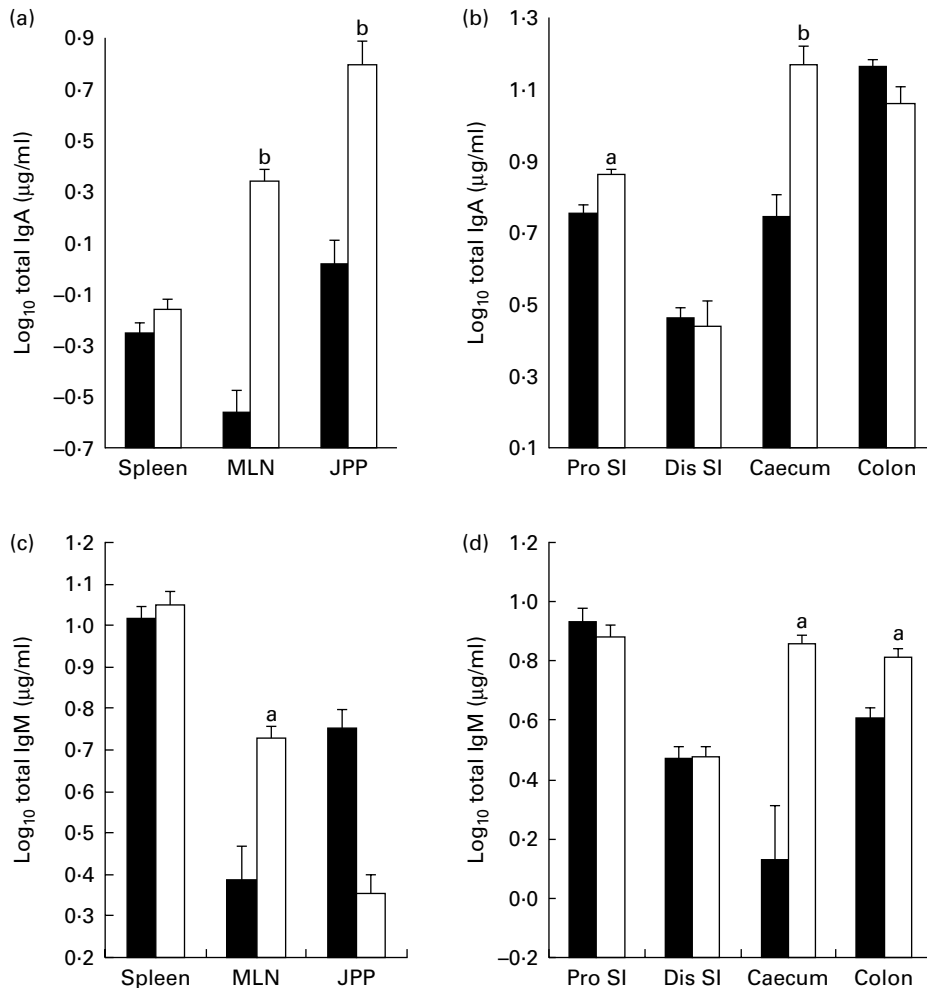 (a)
Log₁₀ total IgA (µg/ml)
0·9
0·7
0·5
0·3
0·1
–0·1
–0·3
–0·5
–0·7
b
b
Spleen MLN JPP
(b)
Log₁₀ total IgA (µg/ml)
1·3
1·1
0·9
0·7
0·5
0·3
0·1
a
b
Pro SI Dis SI Caecum Colon
(c)
Log₁₀ total IgM (µg/ml)
1·2
1·1
1·0
0·9
0·8
0·7
0·6
0·5
0·4
0·3
0·2
a
Spleen MLN JPP
(d)
Log₁₀ total IgM (µg/ml)
1·2
1·0
0·8
0·6
0·4
0·2
0·0
–0·2
a
a
Pro SI Dis SI Caecum Colon